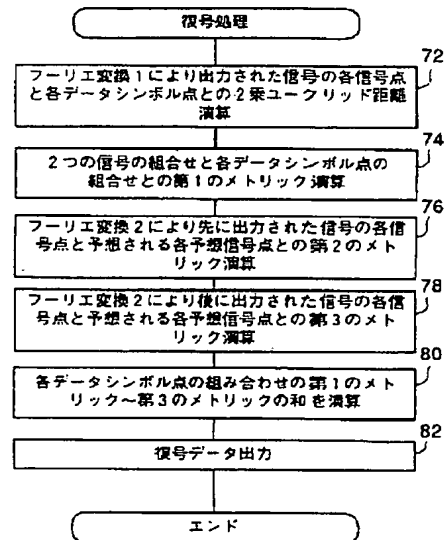 復号処理
72
フーリエ変換1により出力された信号の各信号点
と各データシンボル点との2乗ユークリッド距離
演算
74
2つの信号の組合せと各データシンボル点の
組合せとの第1のメトリック演算
76
フーリエ変換2により先に出力された信号の各信
号点と予想される各予想信号点との第2のメト
リック演算
78
フーリエ変換2により後に出力された信号の各信
号点と予想される各予想信号点との第3のメト
リック演算
80
各データシンボル点の組み合わせの第1のメト
リック～第3のメトリックの和を演算
82
復号データ出力
エンド